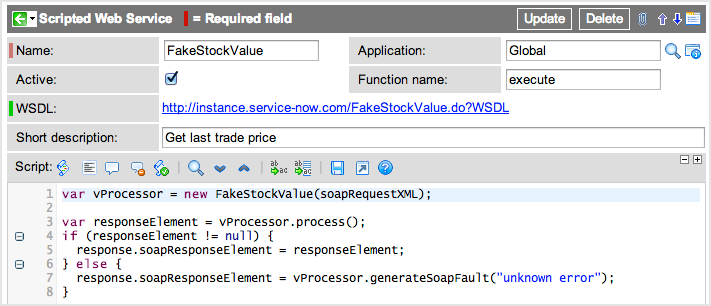 Scripted Web Service = Required field Update Delete
Name: FakeStockValue Application: Global
Active: Function name: execute
WSDL: http://instance.service-now.com/FakeStockValue.do?WSDL
Short description: Get last trade price
Script:
1 var vProcessor = new FakeStockValue(soapRequestXML);
2
3 var responseElement = vProcessor.process();
4 if (responseElement != null) {
5   response.soapResponseElement = responseElement;
6 } else {
7   response.soapResponseElement = vProcessor.generateSoapFault("unknown error");
8 }